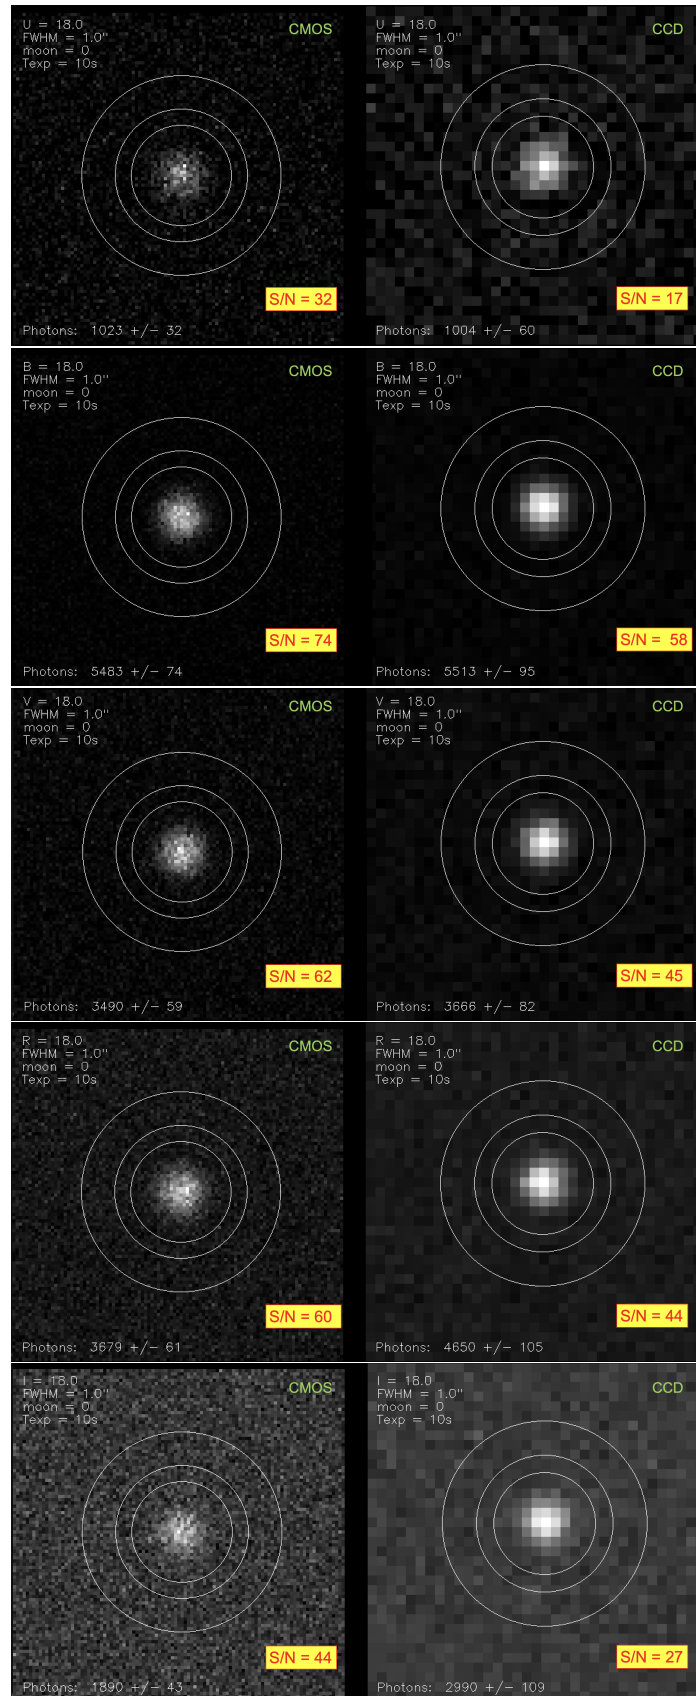 U = 18.0
FWHM = 1.0"
moon = 0
Texp = 10s
CMOS
S/N = 32
Photons: 1023 +/- 32
U = 18.0
FWHM = 1.0"
moon = 0
Texp = 10s
CCD
S/N = 17
Photons: 1004 +/- 60
B = 18.0
FWHM = 1.0"
moon = 0
Texp = 10s
CMOS
S/N = 74
Photons: 5483 +/- 74
B = 18.0
FWHM = 1.0"
moon = 0
Texp = 10s
CCD
S/N = 58
Photons: 5513 +/- 95
V = 18.0
FWHM = 1.0"
moon = 0
Texp = 10s
CMOS
S/N = 62
Photons: 3490 +/- 59
V = 18.0
FWHM = 1.0"
moon = 0
Texp = 10s
CCD
S/N = 45
Photons: 3666 +/- 82
R = 18.0
FWHM = 1.0"
moon = 0
Texp = 10s
CMOS
S/N = 60
Photons: 3679 +/- 61
R = 18.0
FWHM = 1.0"
moon = 0
Texp = 10s
CCD
S/N = 44
Photons: 4650 +/- 105
I = 18.0
FWHM = 1.0"
moon = 0
Texp = 10s
CMOS
S/N = 44
Photons: 1890 +/- 43
I = 18.0
FWHM = 1.0"
moon = 0
Texp = 10s
CCD
S/N = 27
Photons: 2990 +/- 109